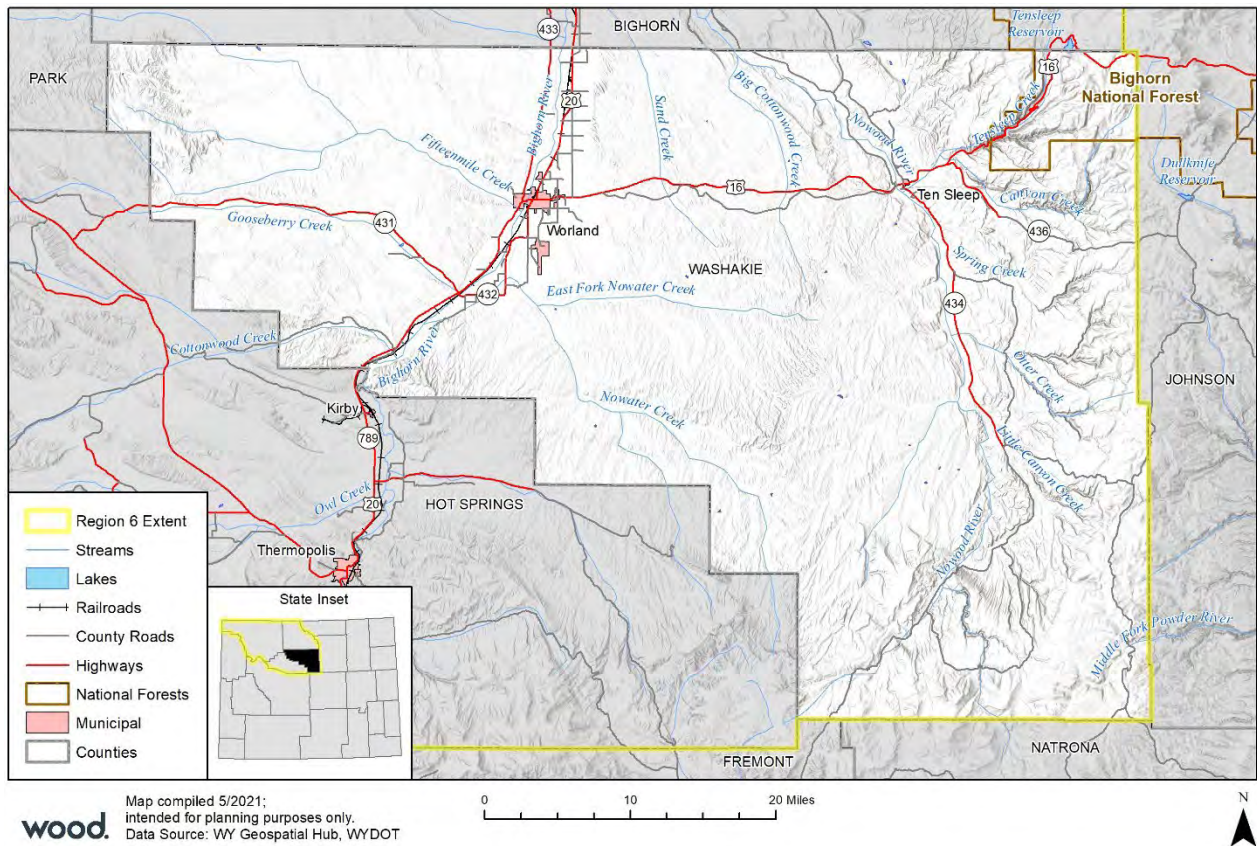 BIGHORN
433
Tensleep
Reservoir
PARK
16
20
Bighorn River
Sand Creek
Big Cottonwood Creek
Nowood River
Tensleep Creek
Bighorn
National Forest
Fifteenmile Creek
Dullknife
Reservoir
16
Ten Sleep
Canyon Creek
Gooseberry Creek
431
Worland
436
WASHAKIE
Spring Creek
432
East Fork Nowater Creek
434
Cottonwood Creek
Bighorn River
Otter Creek
JOHNSON
Kirby
Nowater Creek
789
Little Canyon Creek
Owl Creek
20
HOT SPRINGS
Thermopolis
Nowood River
Middle Fork Powder River
FREMONT
NATRONA
Region 6 Extent
Streams
Lakes
Railroads
County Roads
Highways
National Forests
Municipal
Counties
State Inset
wood.
Map compiled 5/2021;
intended for planning purposes only.
Data Source: WY Geospatial Hub, WYDOT
0 10 20 Miles
N